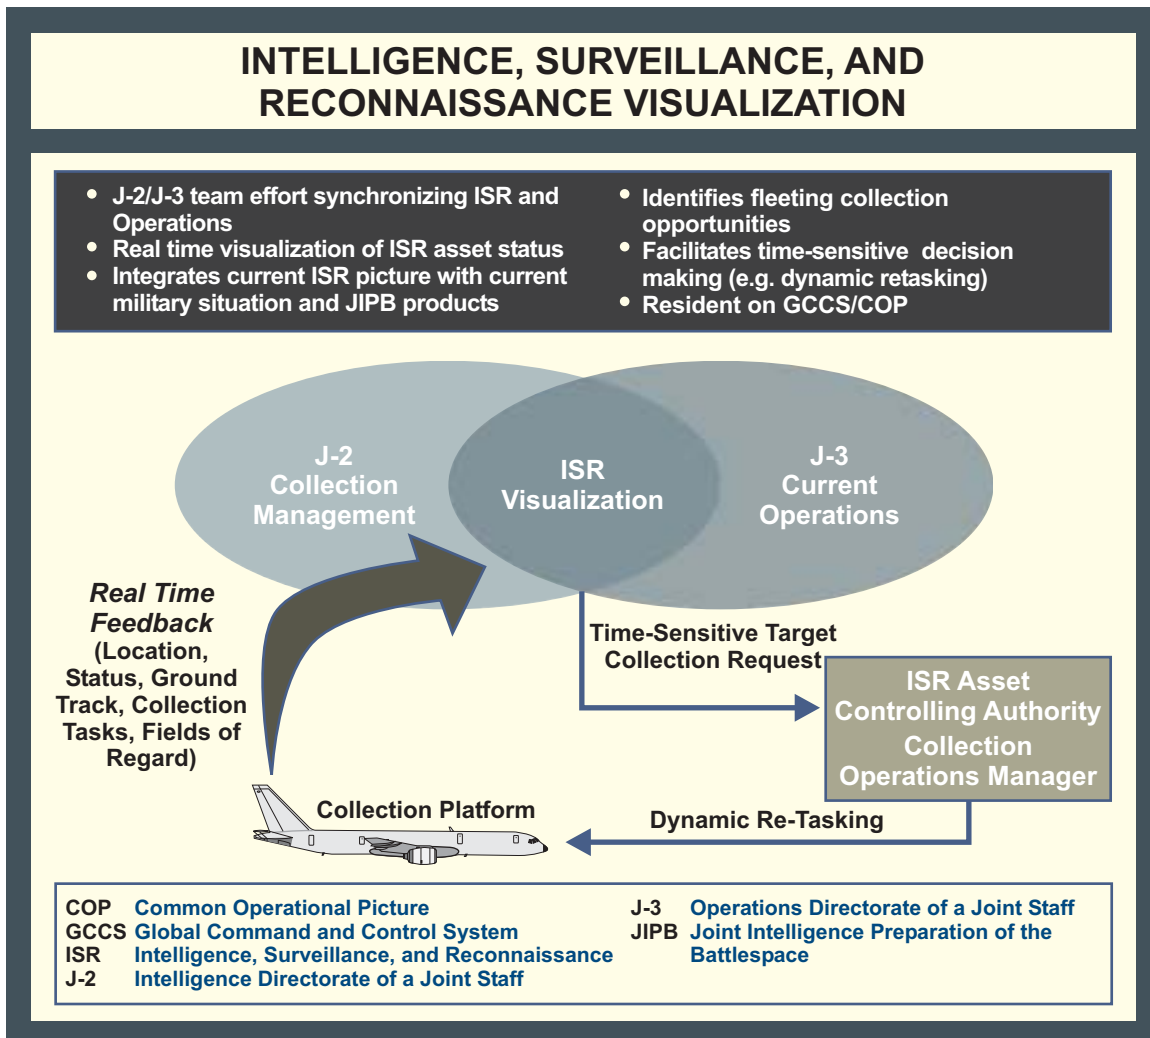 INTELLIGENCE, SURVEILLANCE, AND
RECONNAISSANCE VISUALIZATION
• J-2/J-3 team effort synchronizing ISR and
Operations
• Real time visualization of ISR asset status
• Integrates current ISR picture with current
military situation and JIPB products
• Identifies fleeting collection
opportunities
• Facilitates time-sensitive decision
making (e.g. dynamic retasking)
• Resident on GCCS/COP
J-2
Collection
Management
ISR
Visualization
J-3
Current
Operations
Real Time
Feedback
(Location,
Status, Ground
Track, Collection
Tasks, Fields of
Regard)
Time-Sensitive Target
Collection Request
ISR Asset
Controlling Authority
Collection
Operations Manager
Collection Platform
Dynamic Re-Tasking
COP Common Operational Picture
GCCS Global Command and Control System
ISR Intelligence, Surveillance, and Reconnaissance
J-2 Intelligence Directorate of a Joint Staff
J-3 Operations Directorate of a Joint Staff
JIPB Joint Intelligence Preparation of the
Battlespace